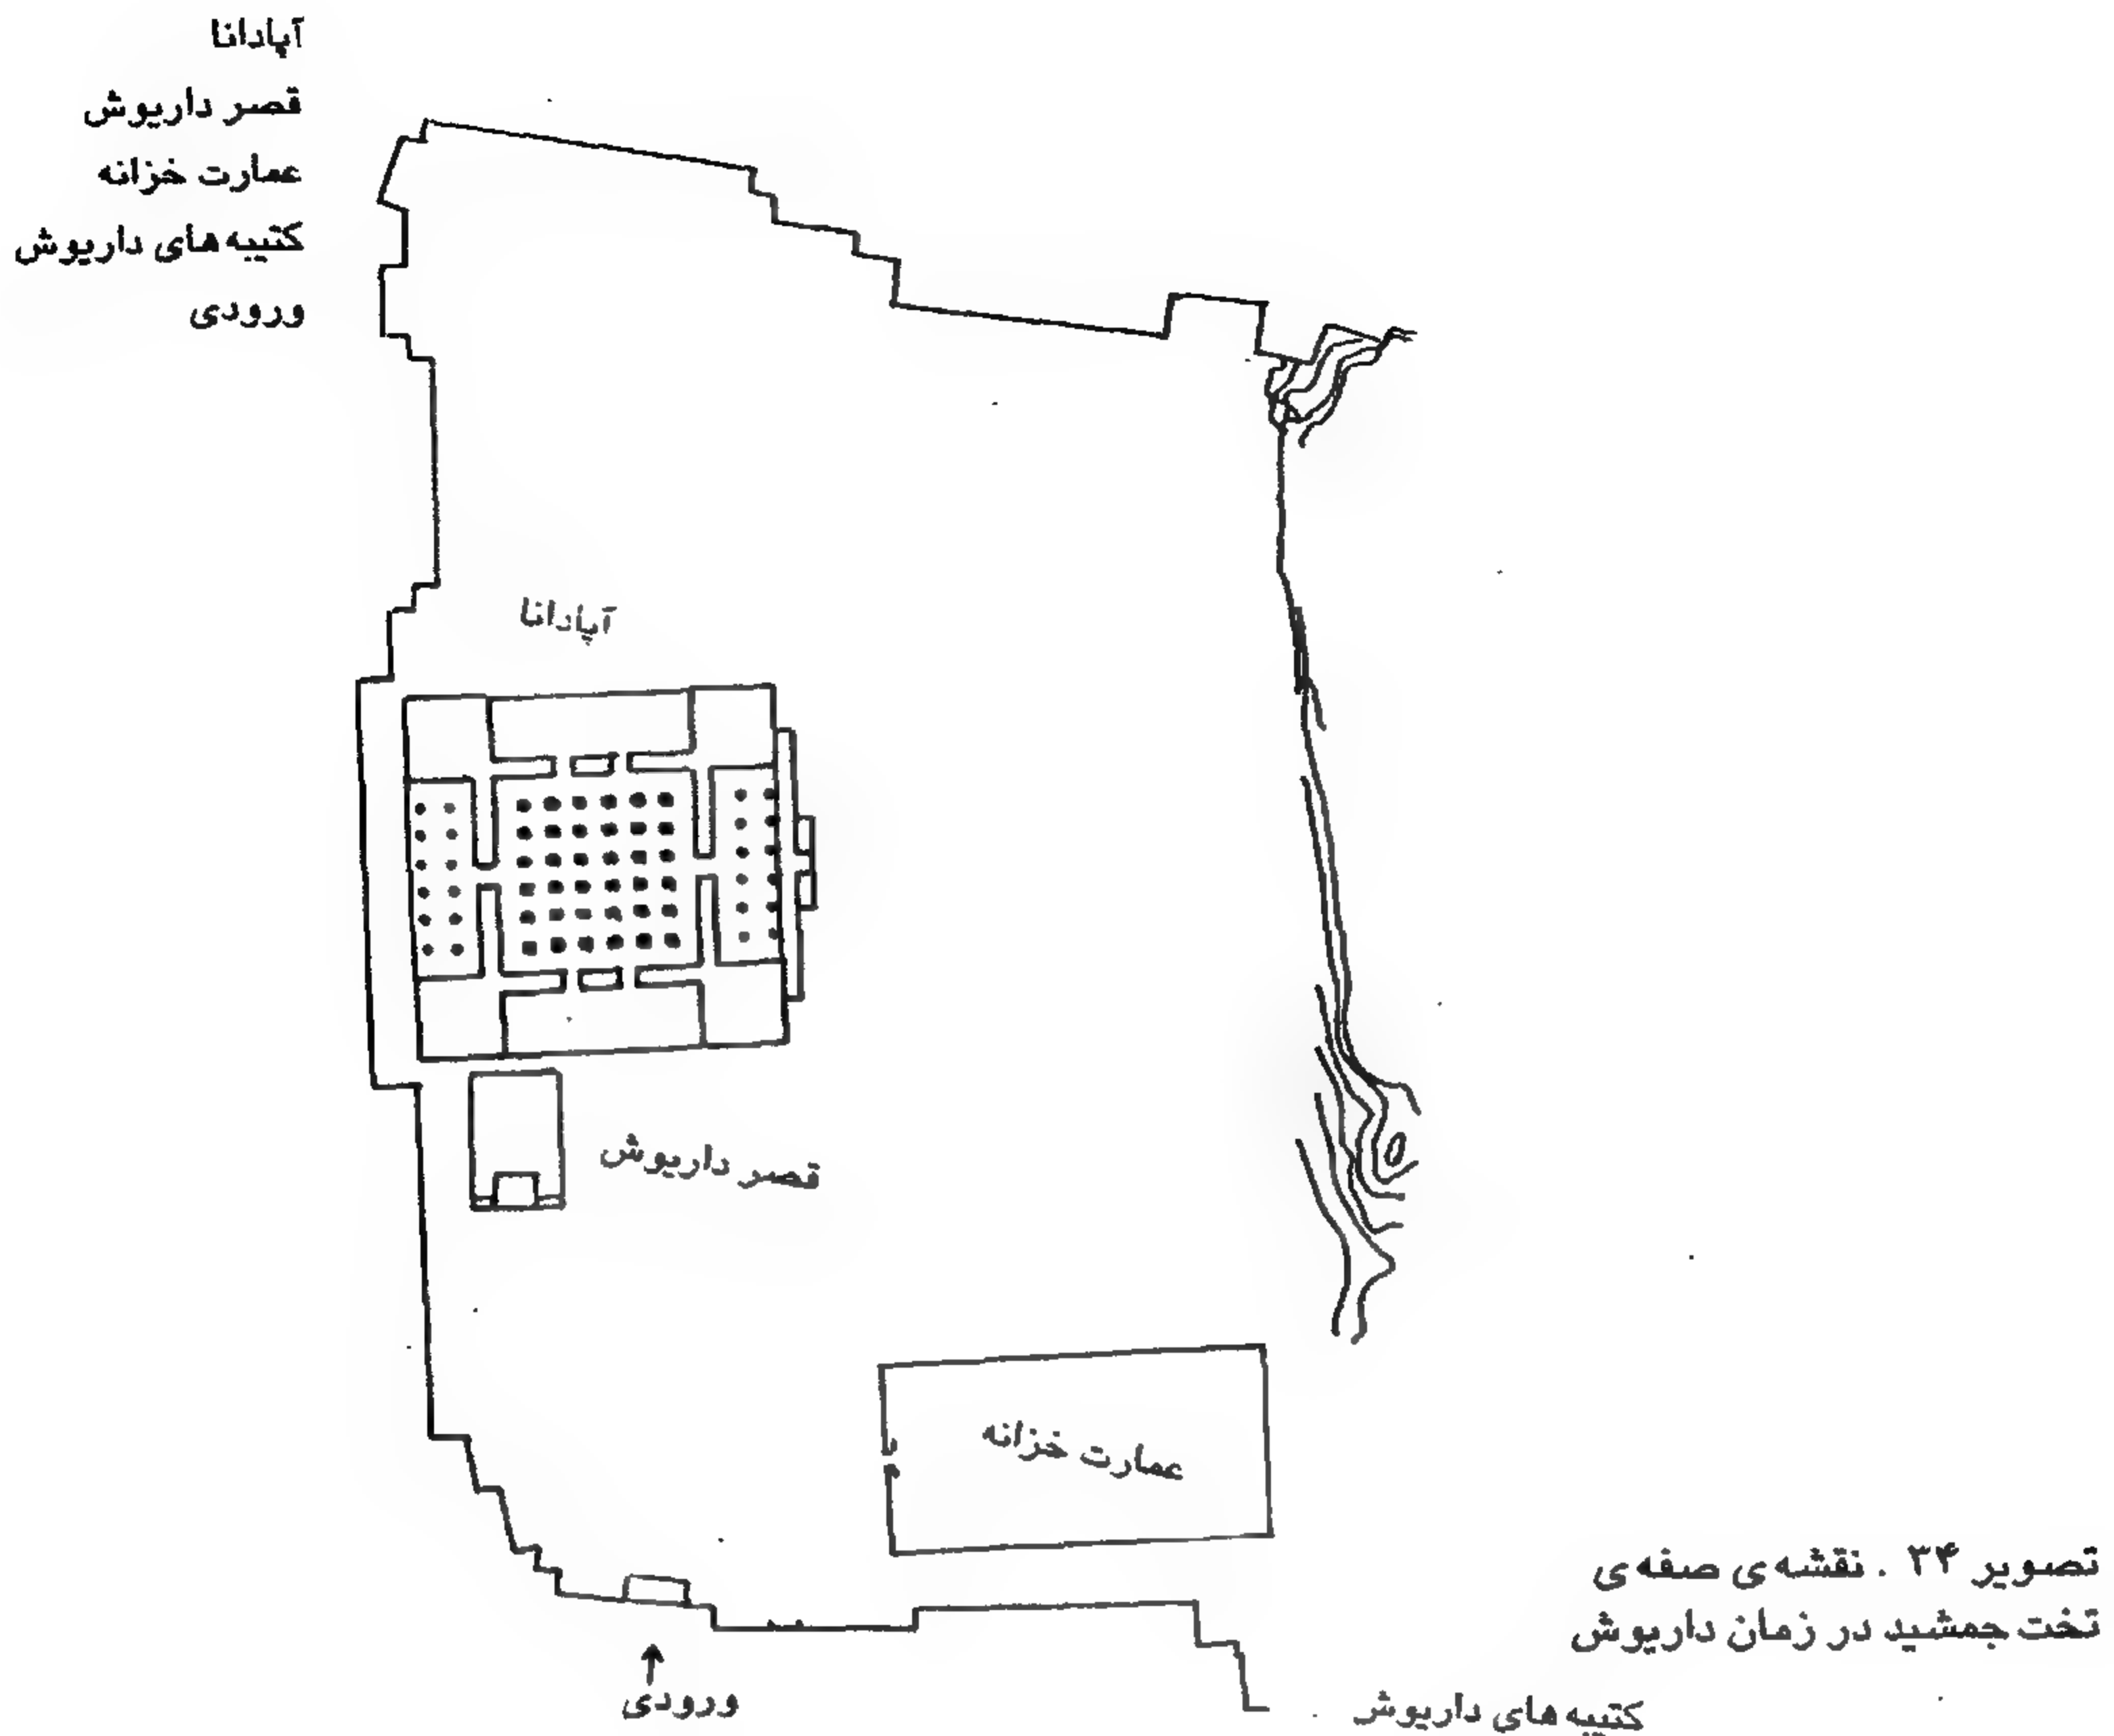 آپادانا
قصر داریوش
عمارت خزانه
کتیبه های داریوش
ورودی
آپادانا
قصر داریوش
عمارت خزانه
تصویر ۳۴ . نقشه ی صفه ی
تخت جمشید در زمان داریوش
ورودی
کتیبه های داریوش